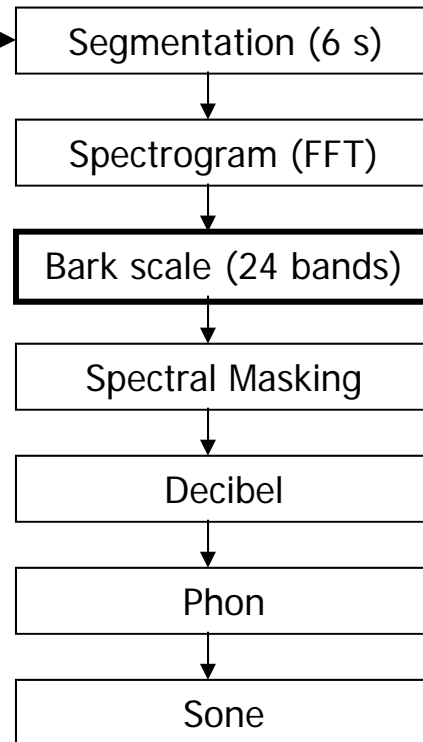 Segmentation (6 s)
Spectrogram (FFT)
Bark scale (24 bands)
Spectral Masking
Decibel
Phon
Sone